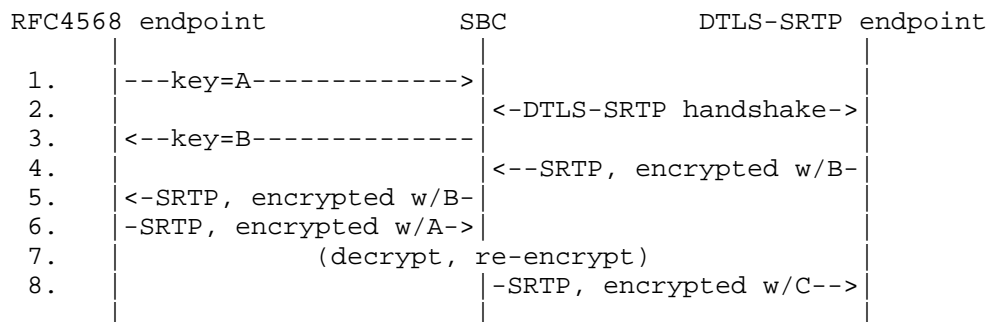 RFC4568 endpoint                SBC              DTLS-SRTP endpoint
       |                         |                         |
 1.    |---key=A------------->|                         |
 2.    |                         |<-DTLS-SRTP handshake->|
 3.    |<--key=B--------------|                         |
 4.    |                         |<--SRTP, encrypted w/B-|
 5.    |<-SRTP, encrypted w/B-|                         |
 6.    |-SRTP, encrypted w/A->|                         |
 7.    |             (decrypt, re-encrypt)               |
 8.    |                         |-SRTP, encrypted w/C-->|
       |                         |                         |